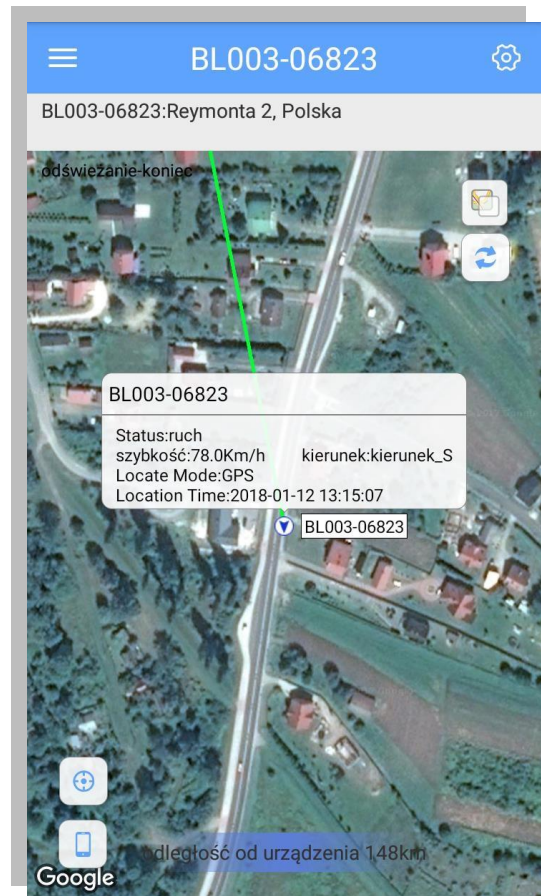 BL003-06823
BL003-06823:Reymonta 2, Polska
odświeżanie-koniec
BL003-06823
Status:ruch
szybkość:78.0Km/h kierunek:kierunek_S
Locate Mode:GPS
Location Time:2018-01-12 13:15:07
BL003-06823
odległość od urządzenia 148km
Google